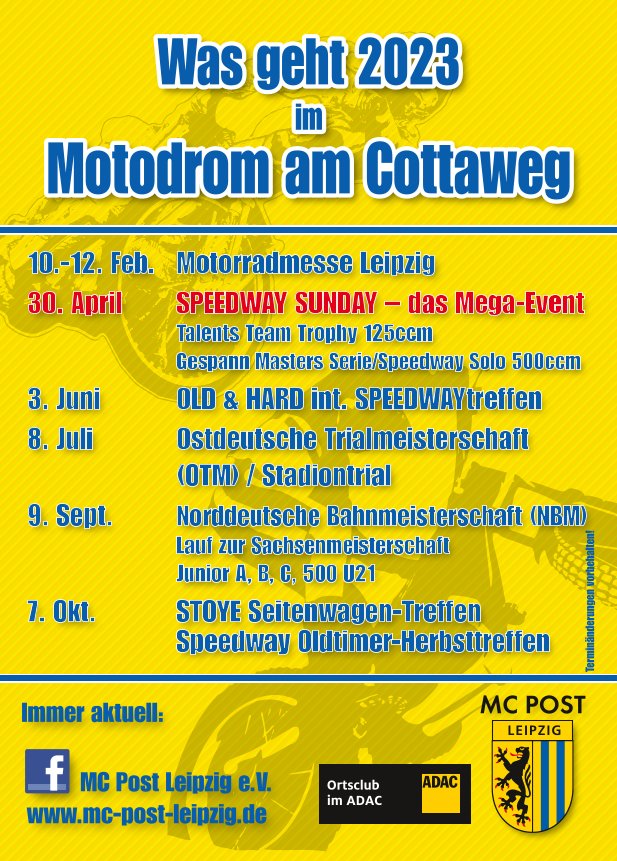 Was geht 2023
im
Motodrom am Cottaweg
10.-12. Feb. Motorradmesse Leipzig
30. April SPEEDWAY SUNDAY – das Mega-Event
Talents Team Trophy 125ccm
Gespann Masters Serie/Speedway Solo 500ccm
3. Juni OLD & HARD int. SPEEDWAYtreffen
8. Juli Ostdeutsche Trialmeisterschaft
(OTM) / Stadiontrial
9. Sept. Norddeutsche Bahnmeisterschaft (NBM)
Lauf zur Sachsenmeisterschaft
Junior A, B, C, 500 U21
7. Okt. STOYE Seitenwagen-Treffen
Speedway Oldtimer-Herbsttreffen
Terminänderungen vorbehalten!
Immer aktuell:
f MC Post Leipzig e.V.
www.mc-post-leipzig.de
Ortsclub
im ADAC
ADAC
MC POST
LEIPZIG